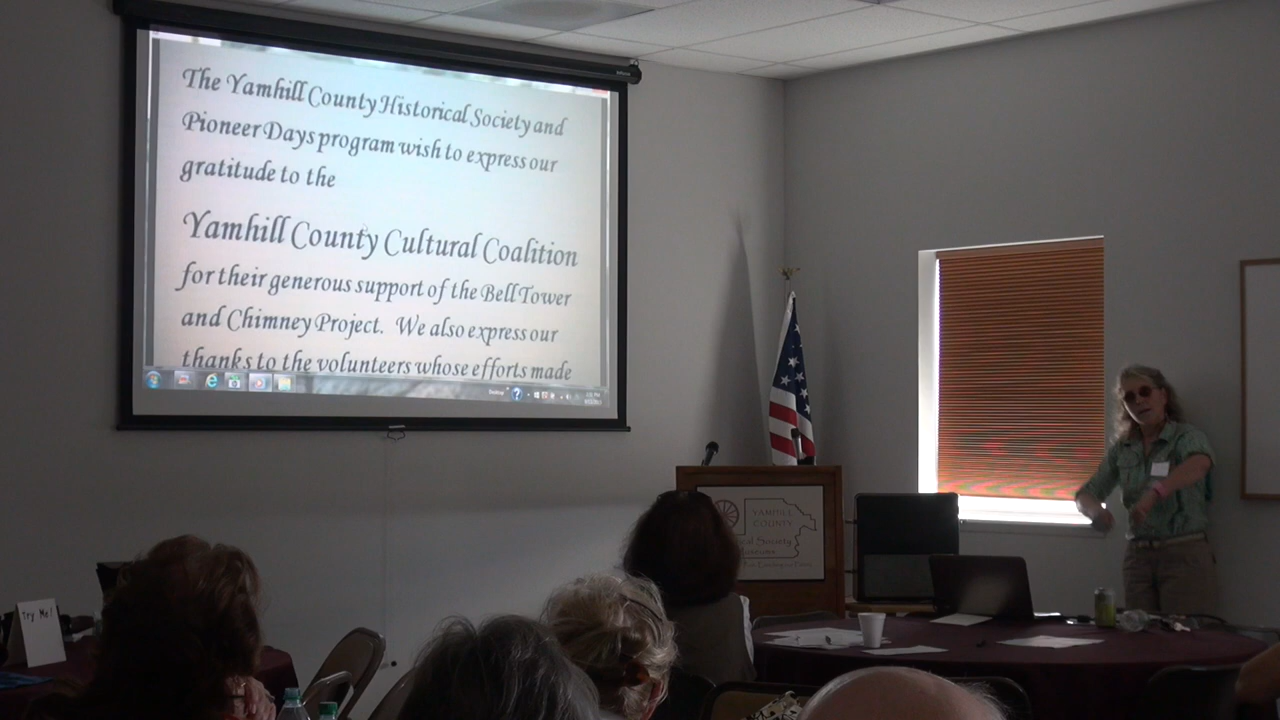 The Yamhill County Historical Society and
Pioneer Days program wish to express our
gratitude to the
Yamhill County Cultural Coalition
for their generous support of the Bell Tower
and Chimney Project. We also express our
thanks to the volunteers whose efforts made
YAMHILL
COUNTY
Society
Try Me!